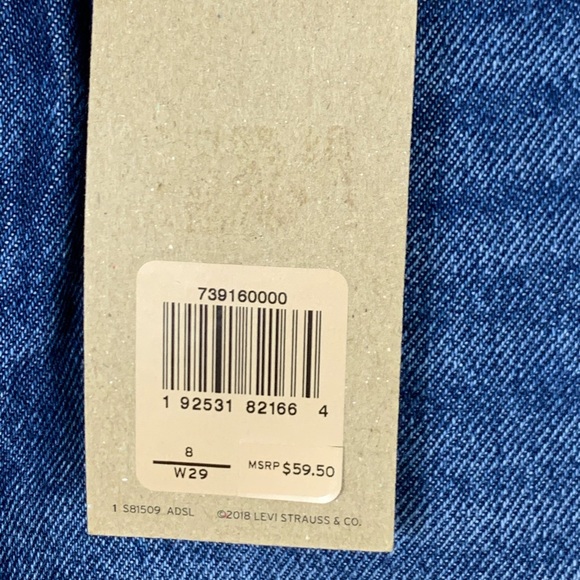 739160000
1 92531 82166 4
8
W29
MSRP $59.50
1 S81509 ADSL ©2018 LEVI STRAUSS & CO.